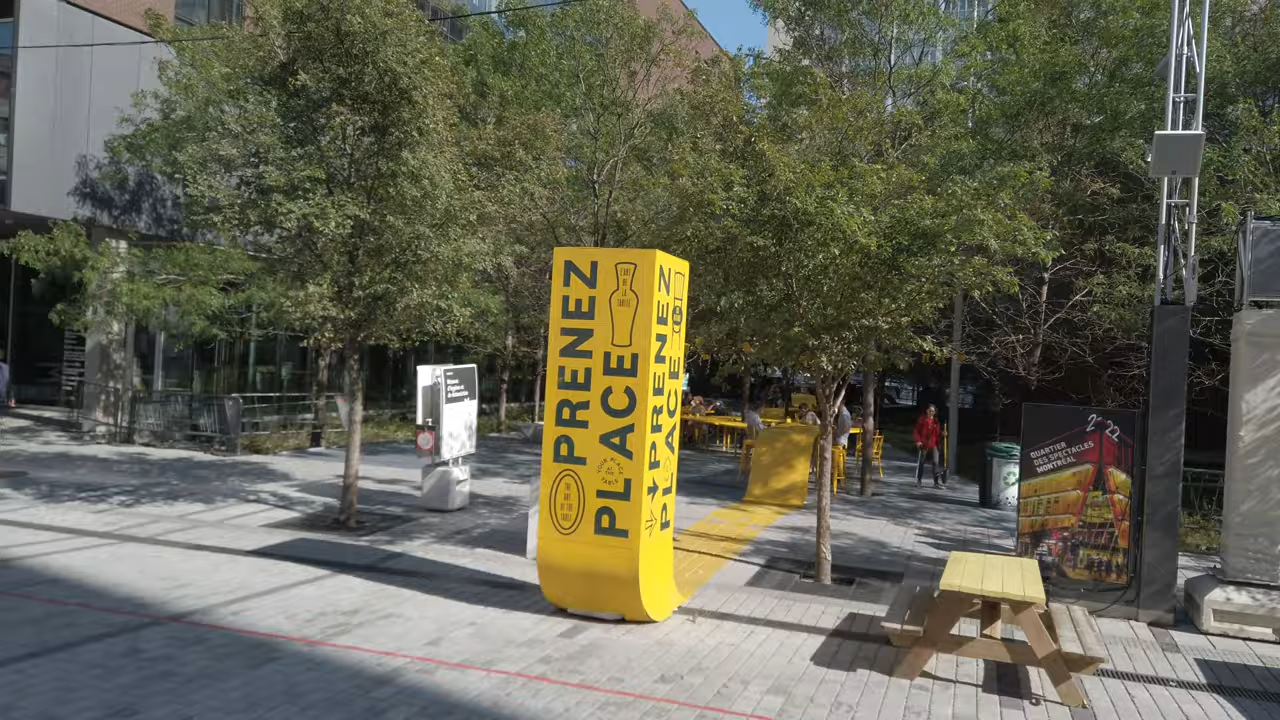 PRENEZ
PLACE
L'ART
DE LA
TABLE
THE
ART
OF THE
TABLE
YOUR PLACE
AT THE
TABLE
PRENEZ
PLACE
2022
QUARTIER
DES SPECTACLES
MONTRÉAL